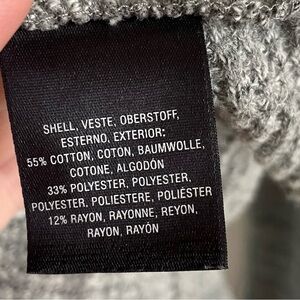 SHELL, VESTE, OBERSTOFF,
ESTERNO, EXTERIOR:
55% COTTON, COTON, BAUMWOLLE,
COTONE, ALGODÓN
33% POLYESTER, POLYESTER,
POLYESTER, POLIESTERE, POLIÉSTER
12% RAYON, RAYONNE, REYON,
RAYON, RAYÓN